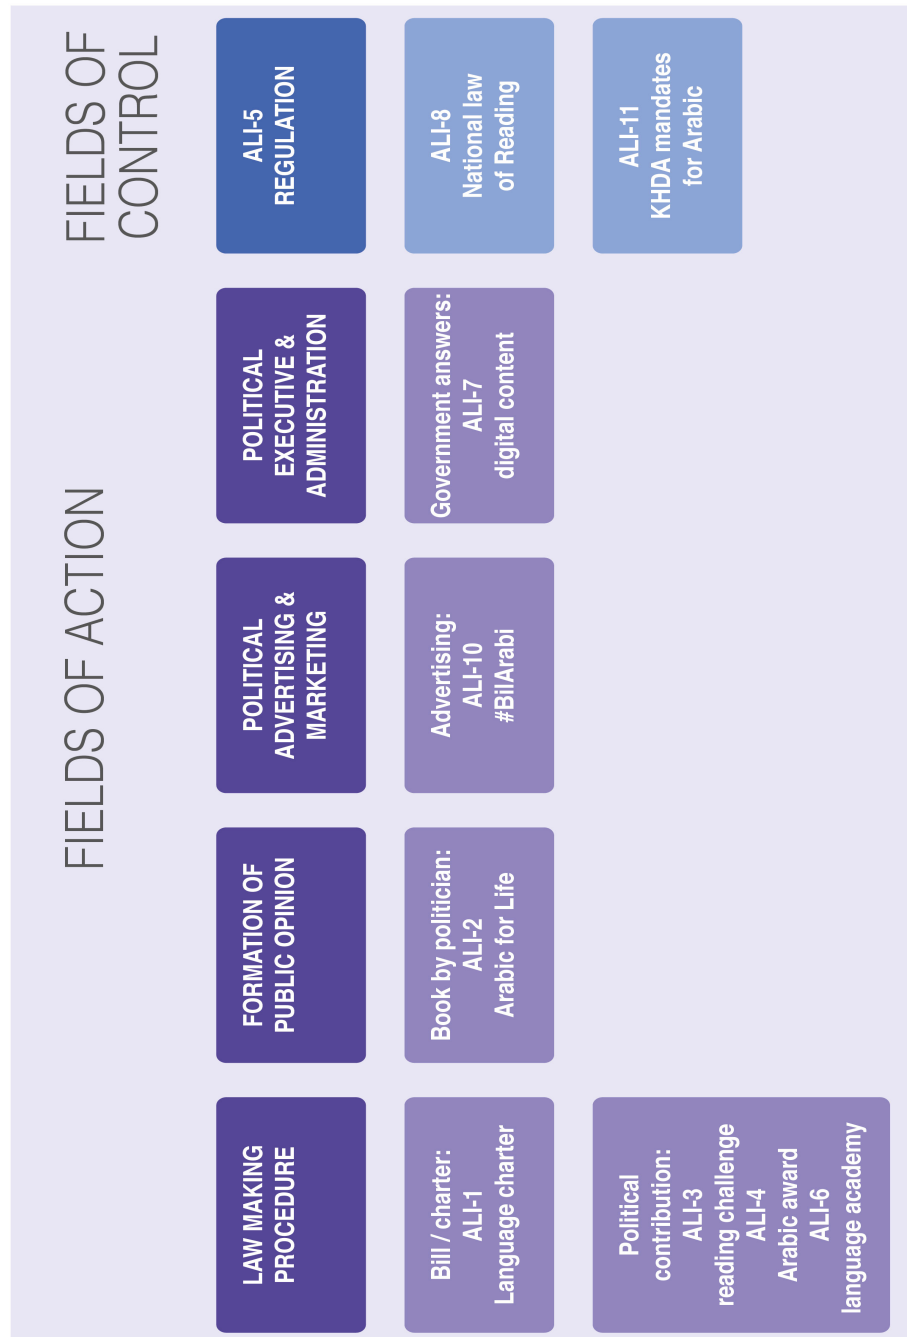 FIELDS OF ACTION
FIELDS OF
CONTROL
LAW MAKING
PROCEDURE
FORMATION OF
PUBLIC OPINION
POLITICAL
ADVERTISING &
MARKETING
POLITICAL
EXECUTIVE &
ADMINISTRATION
ALI-5
REGULATION
Bill / charter:
ALI-1
Language charter
Book by politician:
ALI-2
Arabic for Life
Advertising:
ALI-10
#BilArabi
Government answers:
ALI-7
digital content
ALI-8
National law
of Reading
Political
contribution:
ALI-3
reading challenge
ALI-4
Arabic award
ALI-6
language academy
ALI-11
KHDA mandates
for Arabic